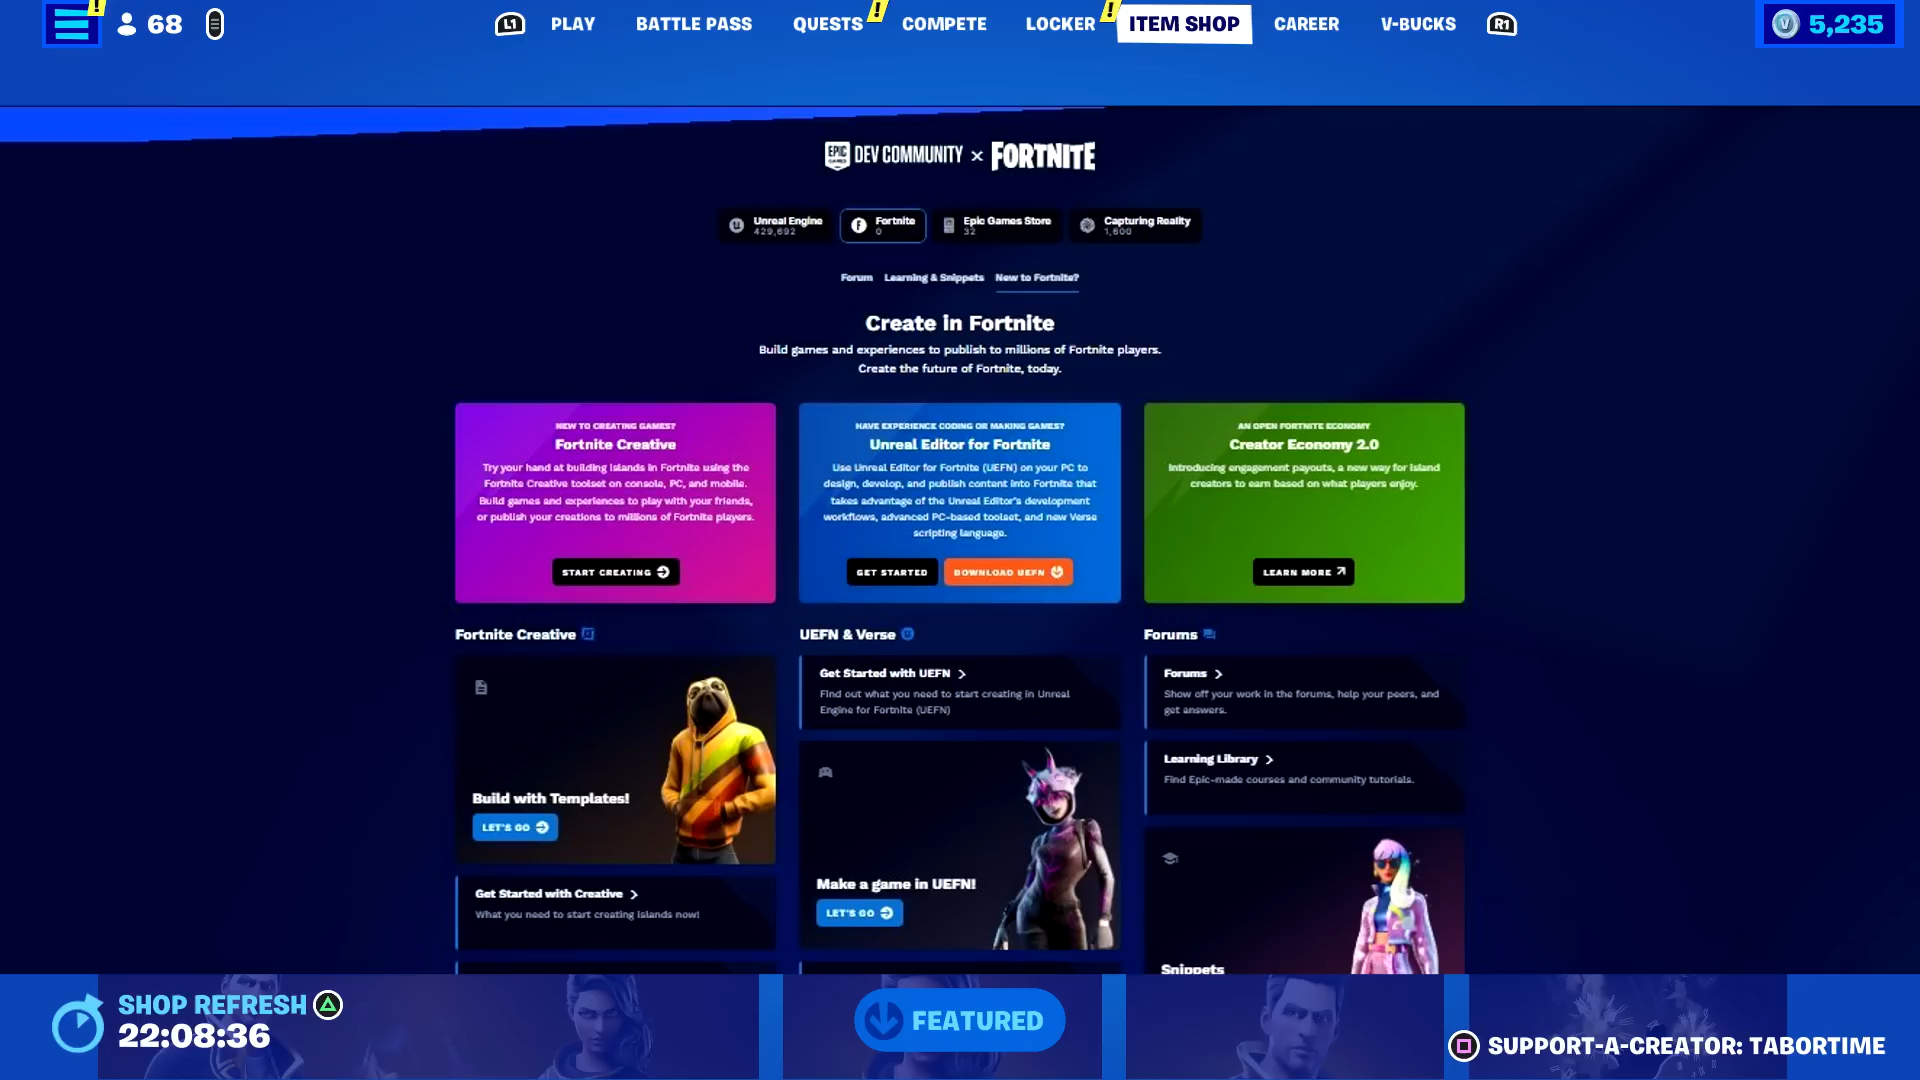 !
68
L1
PLAY
BATTLE PASS
QUESTS
!
COMPETE
LOCKER
!
ITEM SHOP
CAREER
V-BUCKS
R1
V
5,235
EPIC GAMES DEV COMMUNITY × FORTNITE
Unreal Engine
429,692
F
Fortnite
0
Epic Games Store
32
Capturing Reality
1,600
Forum
Learning & Snippets
New to Fortnite?
Create in Fortnite
Build games and experiences to publish to millions of Fortnite players.
Create the future of Fortnite, today.
NEW TO CREATING GAMES?
Fortnite Creative
Try your hand at building islands in Fortnite using the
Fortnite Creative toolset on console, PC, and mobile.
Build games and experiences to play with your friends,
or publish your creations to millions of Fortnite players.
START CREATING
HAVE EXPERIENCE CODING OR MAKING GAMES?
Unreal Editor for Fortnite
Use Unreal Editor for Fortnite (UEFN) on your PC to
design, develop, and publish content into Fortnite that
takes advantage of the Unreal Editor's development
workflows, advanced PC-based toolset, and new Verse
scripting language.
GET STARTED
DOWNLOAD UEFN
AN OPEN FORTNITE ECONOMY
Creator Economy 2.0
Introducing engagement payouts, a new way for island
creators to earn based on what players enjoy.
LEARN MORE
Fortnite Creative
Build with Templates!
LET'S GO
Get Started with Creative
What you need to start creating islands now!
UEFN & Verse
Get Started with UEFN
Find out what you need to start creating in Unreal
Engine for Fortnite (UEFN)
Make a game in UEFN!
LET'S GO
Forums
Forums
Show off your work in the forums, help your peers, and
get answers.
Learning Library
Find Epic-made courses and community tutorials.
Snippets
SHOP REFRESH
22:08:36
FEATURED
SUPPORT-A-CREATOR: TABORTIME